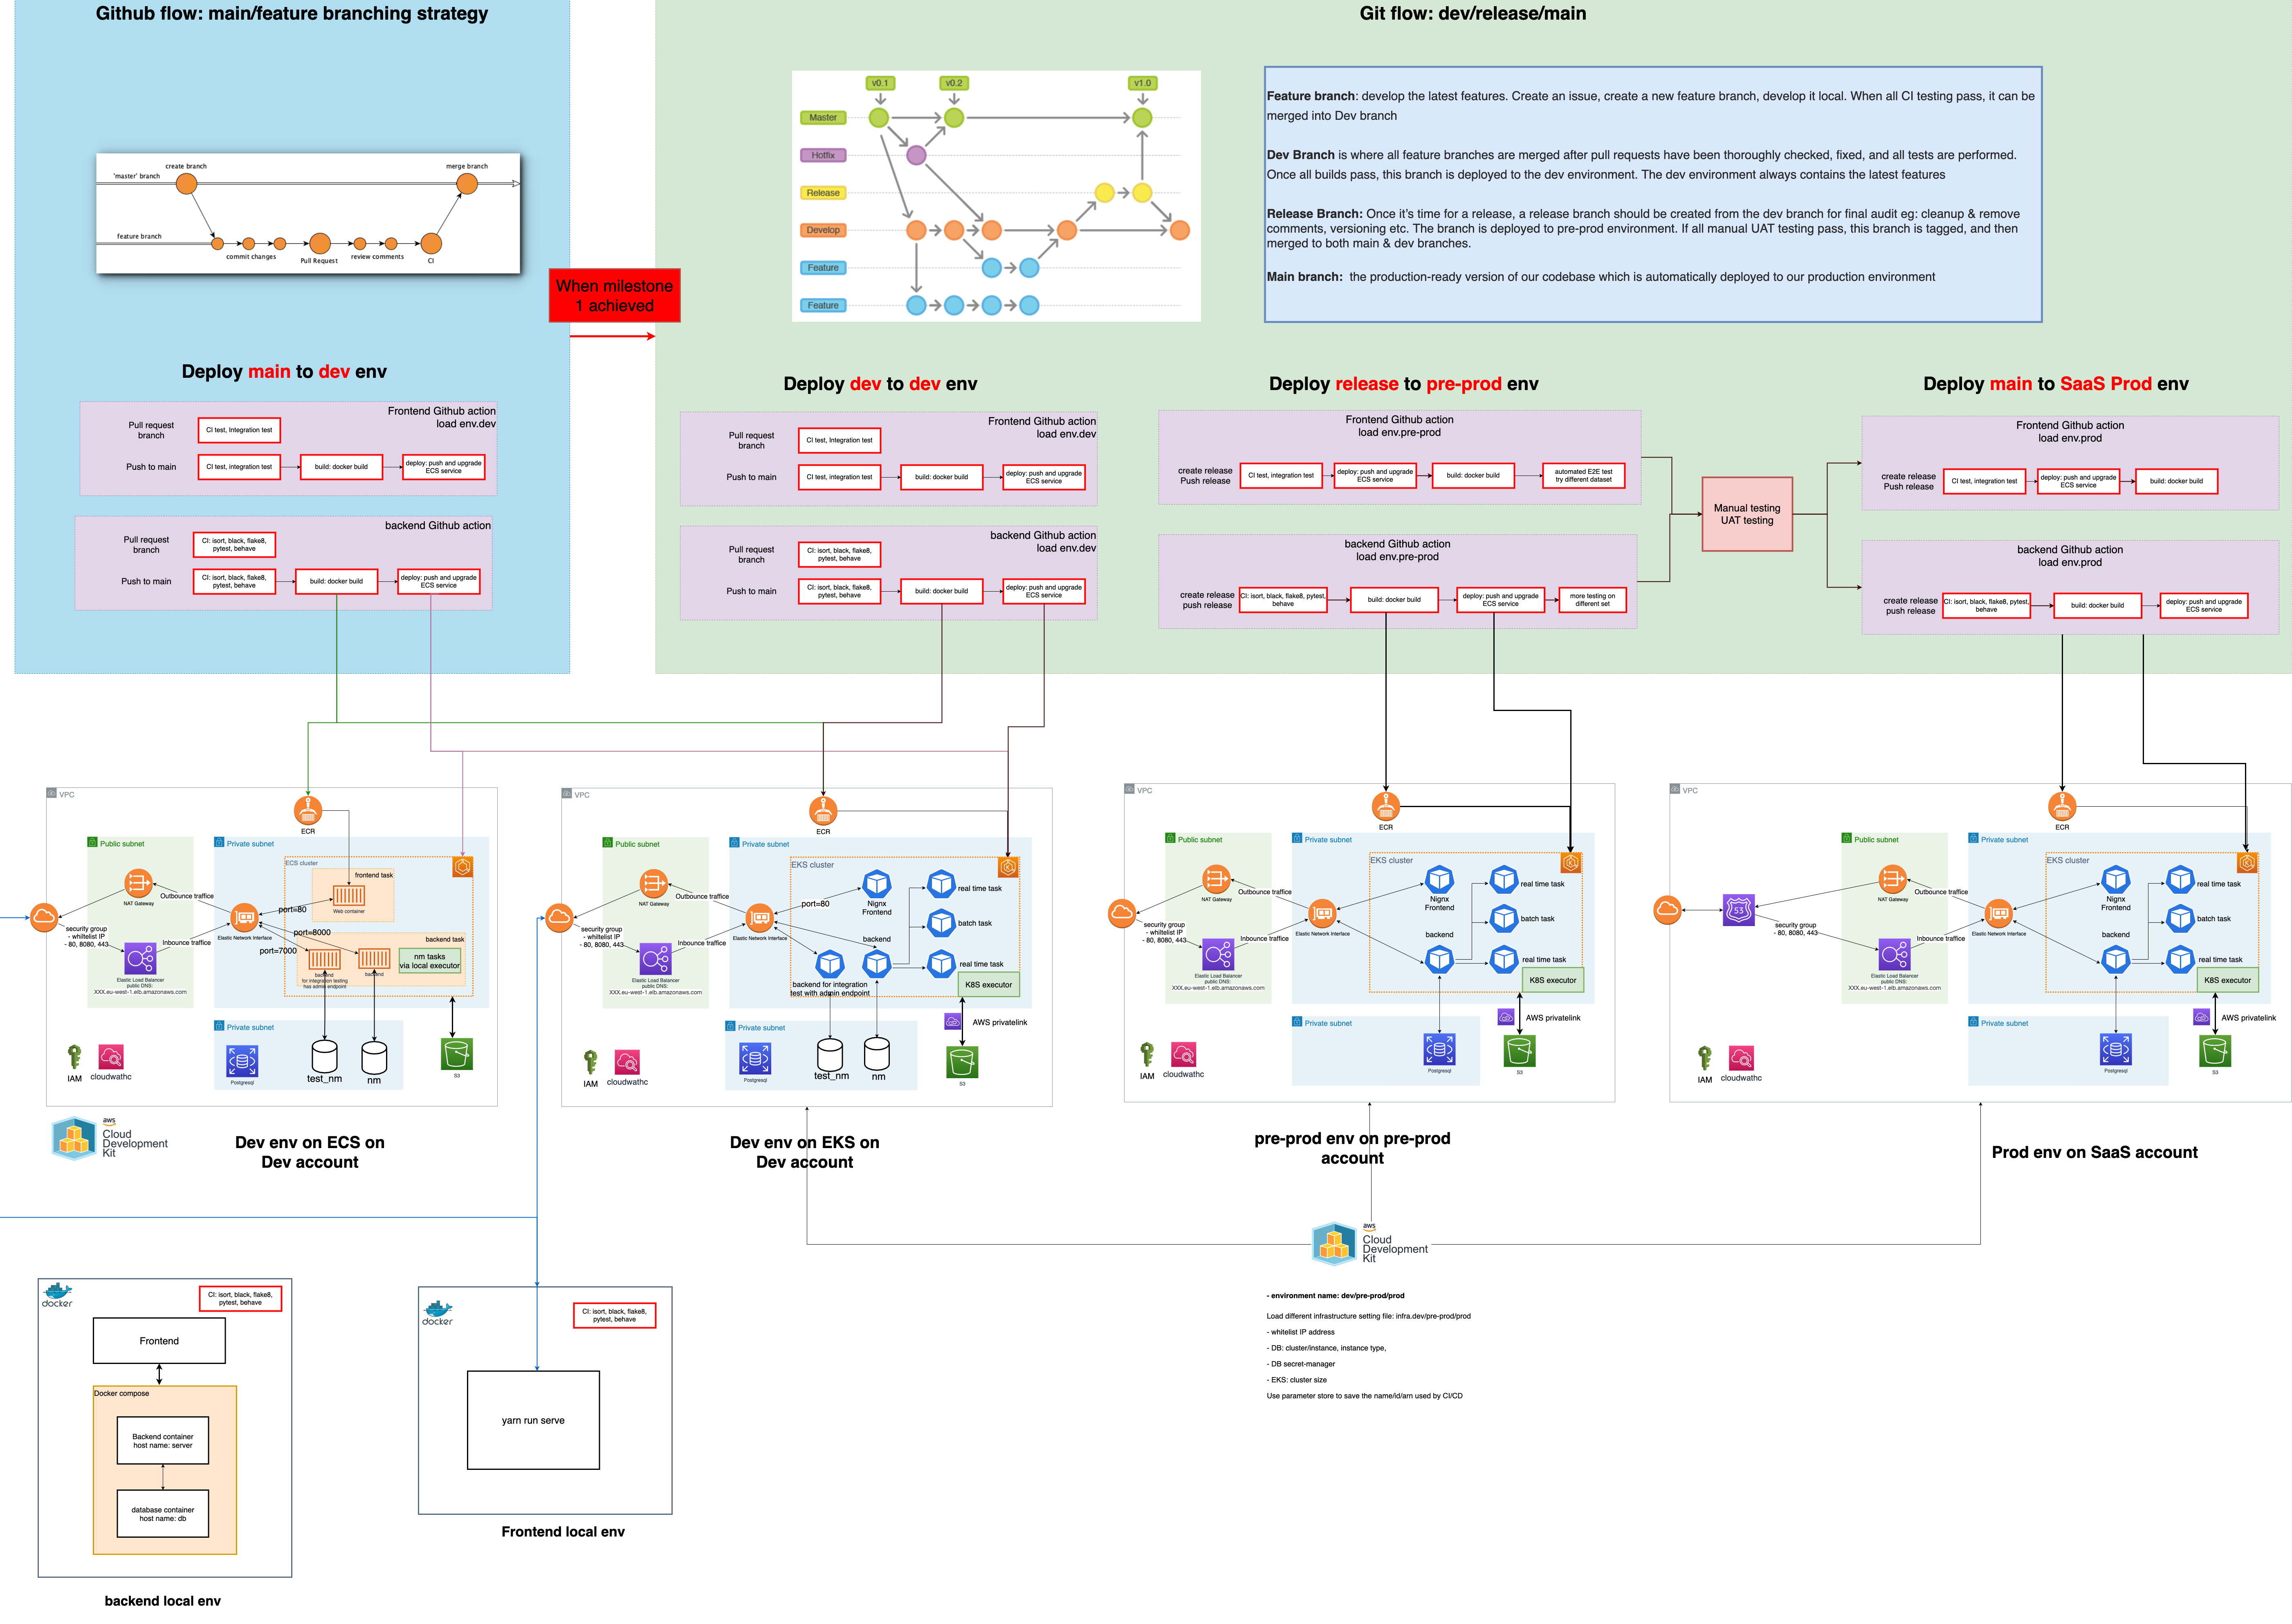 Github flow: main/feature branching strategy
create branch
merge branch
'master' branch
feature branch
commit changes
Pull Request
review comments
CI
When milestone
1 achieved
Deploy main to dev env
Frontend Github action
load env.dev
Pull request
branch
CI test, Integration test
Push to main
CI test, integration test
build: docker build
deploy: push and upgrade
ECS service
backend Github action
Pull request
branch
CI: isort, black, flake8,
pytest, behave
Push to main
CI: isort, black, flake8,
pytest, behave
build: docker build
deploy: push and upgrade
ECS service
Git flow: dev/release/main
v0.1
v0.2
v1.0
Master
Hotfix
Release
Develop
Feature
Feature
Feature branch: develop the latest features. Create an issue, create a new feature branch, develop it local. When all CI testing pass, it can be
merged into Dev branch
Dev Branch is where all feature branches are merged after pull requests have been thoroughly checked, fixed, and all tests are performed.
Once all builds pass, this branch is deployed to the dev environment. The dev environment always contains the latest features
Release Branch: Once it's time for a release, a release branch should be created from the dev branch for final audit eg: cleanup & remove
comments, versioning etc. The branch is deployed to pre-prod environment. If all manual UAT testing pass, this branch is tagged, and then
merged to both main & dev branches.
Main branch: the production-ready version of our codebase which is automatically deployed to our production environment
Deploy dev to dev env
Frontend Github action
load env.dev
Pull request
branch
CI test, Integration test
Push to main
CI test, integration test
build: docker build
deploy: push and upgrade
ECS service
backend Github action
load env.dev
Pull request
branch
CI: isort, black, flake8,
pytest, behave
Push to main
CI: isort, black, flake8,
pytest, behave
build: docker build
deploy: push and upgrade
ECS service
Deploy release to pre-prod env
Frontend Github action
load env.pre-prod
create release
Push release
CI test, integration test
deploy: push and upgrade
ECS service
build: docker build
automated E2E test
try different dataset
backend Github action
load env.pre-prod
create release
push release
CI: isort, black, flake8, pytest,
behave
build: docker build
deploy: push and upgrade
ECS service
more testing on
different set
Manual testing
UAT testing
Deploy main to SaaS Prod env
Frontend Github action
load env.prod
create release
Push release
CI test, integration test
deploy: push and upgrade
ECS service
build: docker build
backend Github action
load env.prod
create release
push release
CI: isort, black, flake8, pytest,
behave
build: docker build
deploy: push and upgrade
ECS service
VPC
ECR
Public subnet
Private subnet
ECS cluster
frontend task
Web container
NAT Gateway
Outbounce traffice
port=80
security group
- whitelist IP
- 80, 8080, 443
Inbounce traffice
Elastic Network Interface
port=8000
port=7000
backend task
nm tasks
via local executor
backend
for integration testing
has admin endpoint
backend
Elastic Load Balancer
public DNS:
XXX.eu-west-1.elb.amazonaws.com
Private subnet
Postgresql
test_nm
nm
S3
IAM
cloudwathc
aws
Cloud
Development
Kit
Dev env on ECS on
Dev account
VPC
ECR
Public subnet
Private subnet
EKS cluster
NAT Gateway
Outbounce traffice
port=80
Nignx
Frontend
real time task
batch task
security group
- whitelist IP
- 80, 8080, 443
Inbounce traffice
Elastic Network Interface
backend
real time task
Elastic Load Balancer
public DNS:
XXX.eu-west-1.elb.amazonaws.com
backend for integration
test with admin endpoint
K8S executor
Private subnet
AWS privatelink
Postgresql
test_nm
nm
S3
IAM
cloudwathc
Dev env on EKS on
Dev account
VPC
ECR
Public subnet
Private subnet
EKS cluster
NAT Gateway
Outbounce traffice
Nignx
Frontend
real time task
batch task
security group
- whitelist IP
- 80, 8080, 443
Inbounce traffice
Elastic Network Interface
backend
real time task
Elastic Load Balancer
public DNS:
XXX.eu-west-1.elb.amazonaws.com
K8S executor
Private subnet
AWS privatelink
Postgresql
S3
IAM
cloudwathc
pre-prod env on pre-prod
account
VPC
ECR
Public subnet
Private subnet
EKS cluster
53
NAT Gateway
Outbounce traffice
Nignx
Frontend
real time task
batch task
security group
- 80, 8080, 443
Inbounce traffice
Elastic Network Interface
backend
real time task
Elastic Load Balancer
public DNS:
XXX.eu-west-1.elb.amazonaws.com
K8S executor
Private subnet
AWS privatelink
Postgresql
S3
IAM
cloudwathc
Prod env on SaaS account
aws
Cloud
Development
Kit
- environment name: dev/pre-prod/prod
Load different infrastructure setting file: infra.dev/pre-prod/prod
- whitelist IP address
- DB: cluster/instance, instance type,
- DB secret-manager
- EKS: cluster size
Use parameter store to save the name/id/arn used by CI/CD
docker
CI: isort, black, flake8,
pytest, behave
Frontend
Docker compose
Backend container
host name: server
database container
host name: db
backend local env
docker
CI: isort, black, flake8,
pytest, behave
yarn run serve
Frontend local env